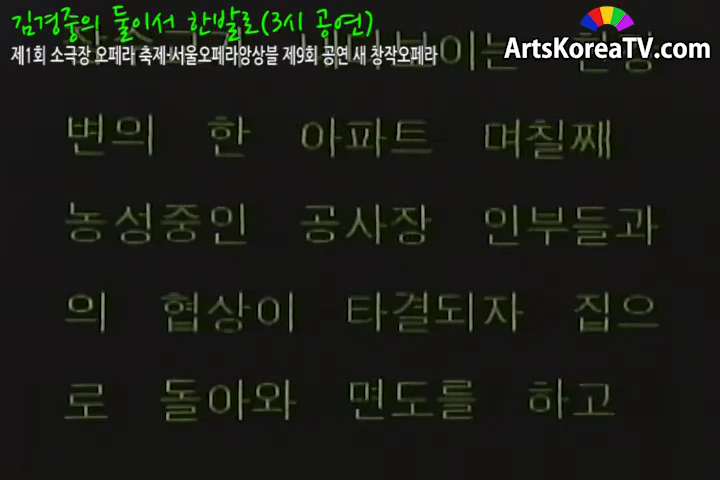 김경중의 둘이서 한발로(3시 공연)
ArtsKoreaTV.com
제1회 소극장 오페라 축제-서울오페라앙상블 제9회 공연 새 창작오페라
변의 한 아파트 며칠째
농성중인 공사장 인부들과
의 협상이 타결되자 집으
로 돌아와 면도를 하고